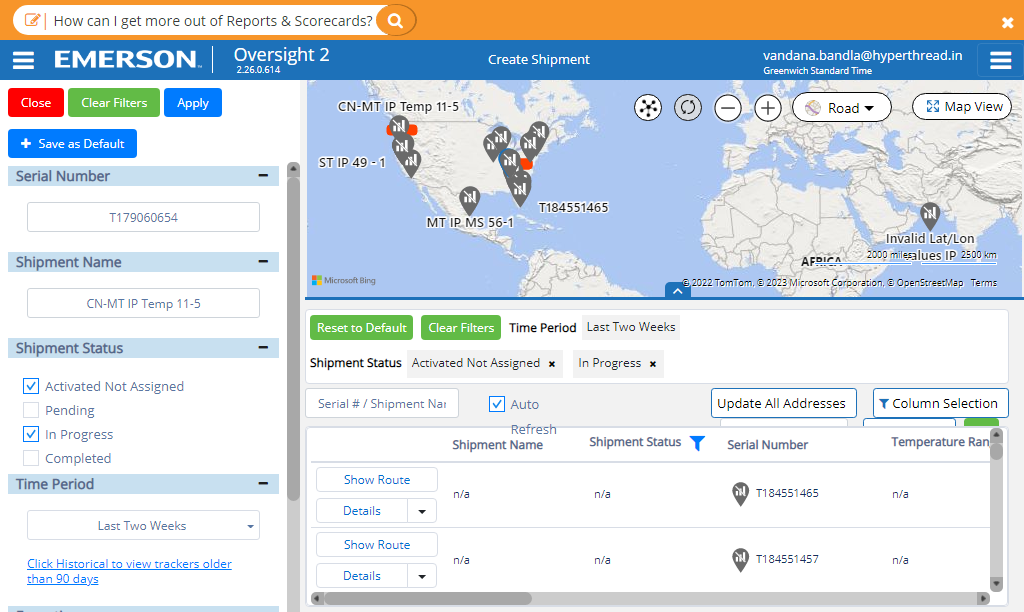 How can I get more out of Reports & Scorecards?
EMERSON
Oversight 2
2.26.0.614
Create Shipment
vandana.bandla@hyperthread.in
Greenwich Standard Time
Close
Clear Filters
Apply
Save as Default
Serial Number
T179060654
Shipment Name
CN-MT IP Temp 11-5
Shipment Status
Activated Not Assigned
Pending
In Progress
Completed
Time Period
Last Two Weeks
Click Historical to view trackers older
than 90 days
CN-MT IP Temp 11-5
Road
Map View
ST IP 49 - 1
T184551465
MT IP MS 56-1
Invalid Lat/Lon
Values IP
2000 miles
2500 km
AFRICA
Microsoft Bing
© 2022 TomTom, © 2023 Microsoft Corporation, © OpenStreetMap Terms
Reset to Default
Clear Filters
Time Period
Last Two Weeks
Shipment Status
Activated Not Assigned ×
In Progress ×
Serial # / Shipment Nar
Auto
Refresh
Update All Addresses
Column Selection
Shipment Name
Shipment Status
Serial Number
Temperature Ran
Show Route
Details
n/a
n/a
T184551465
n/a
Show Route
Details
n/a
n/a
T184551457
n/a